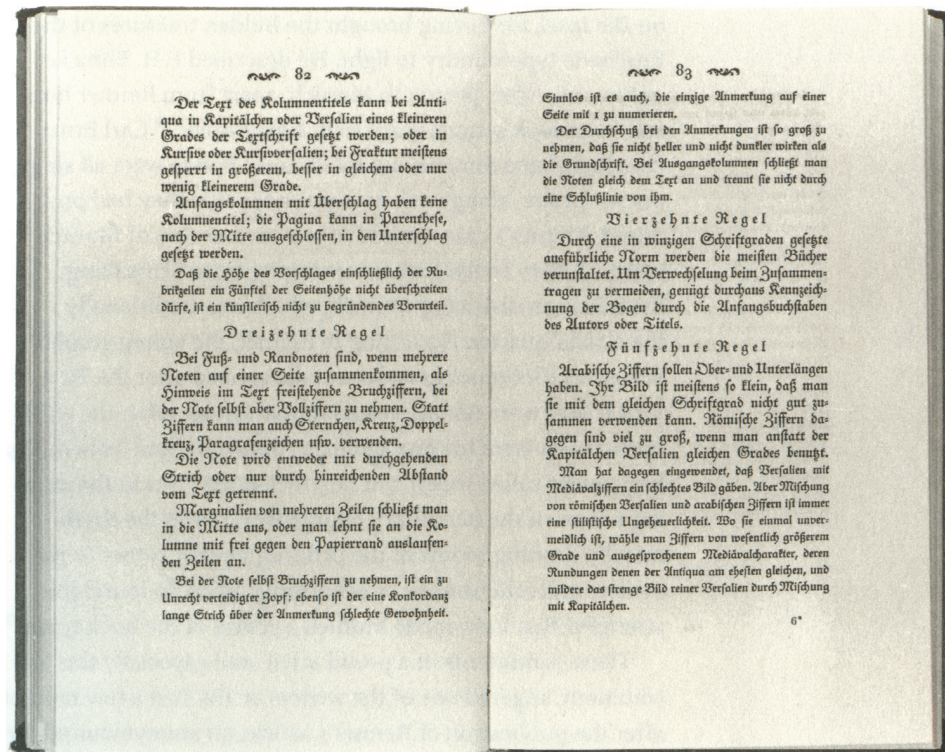 82
Der Text des Kolumnentitels kann bei Anti-
qua in Kapitälchen oder Versalien eines kleineren
Grades der Textschrift gesetzt werden; oder in
Kursive oder Kursivversalien; bei Fraktur meistens
gesperrt in größerem, besser in gleichem oder nur
wenig kleinerem Grade.
Anfangskolumnen mit Überschlag haben keine
Kolumnentitel; die Pagina kann in Parenthese,
nach der Mitte ausgeschlossen, in den Unterschlag
gesetzt werden.
Daß die Höhe des Vorschlages einschließlich der Ru-
brikzeilen ein Fünftel der Seitenhöhe nicht überschreiten
dürfe, ist ein künstlerisch nicht zu begründendes Vorurteil.
Dreizehnte Regel
Bei Fuß- und Randnoten sind, wenn mehrere
Noten auf einer Seite zusammenkommen, als
Hinweis im Text freistehende Bruchziffern, bei
der Note selbst aber Vollziffern zu nehmen. Statt
Ziffern kann man auch Sternchen, Kreuz, Doppel-
kreuz, Paragrafenzeichen usw. verwenden.
Die Note wird entweder mit durchgehendem
Strich oder nur durch hinreichenden Abstand
vom Text getrennt.
Marginalien von mehreren Zeilen schließt man
in die Mitte aus, oder man lehnt sie an die Ko-
lumne mit frei gegen den Papierrand auslaufen-
den Zeilen an.
Bei der Note selbst Bruchziffern zu nehmen, ist ein zu
Unrecht verteidigter Zopf: ebenso ist der eine Konkordanz
lange Strich über der Anmerkung schlechte Gewohnheit.
83
Sinnlos ist es auch, die einzige Anmerkung auf einer
Seite mit 1 zu numerieren.
Der Durchschuß bei den Anmerkungen ist so groß zu
nehmen, daß sie nicht heller und nicht dunkler wirken als
die Grundschrift. Bei Ausgangskolumnen schließt man
die Noten gleich dem Text an und trennt sie nicht durch
eine Schlußlinie von ihm.
Vierzehnte Regel
Durch eine in winzigen Schriftgraden gesetzte
ausführliche Norm werden die meisten Bücher
verunstaltet. Um Verwechselung beim Zusammen-
tragen zu vermeiden, genügt durchaus Kennzeich-
nung der Bogen durch die Anfangsbuchstaben
des Autors oder Titels.
Fünfzehnte Regel
Arabische Ziffern sollen Ober- und Unterlängen
haben. Ihr Bild ist meistens so klein, daß man
sie mit dem gleichen Schriftgrad nicht gut zu-
sammen verwenden kann. Römische Ziffern da-
gegen sind viel zu groß, wenn man anstatt der
Kapitälchen Versalien gleichen Grades benutzt.
Man hat dagegen eingewendet, daß Versalien mit
Mediävalziffern ein schlechtes Bild gäben. Aber Mischung
von römischen Versalien und arabischen Ziffern ist immer
eine stilistische Ungeheuerlichkeit. Wo sie einmal unver-
meidlich ist, wähle man Ziffern von wesentlich größerem
Grade und ausgesprochenem Mediävalcharakter, deren
Rundungen denen der Antiqua am ehesten gleichen, und
mildere das strenge Bild reiner Versalien durch Mischung
mit Kapitälchen.
6*